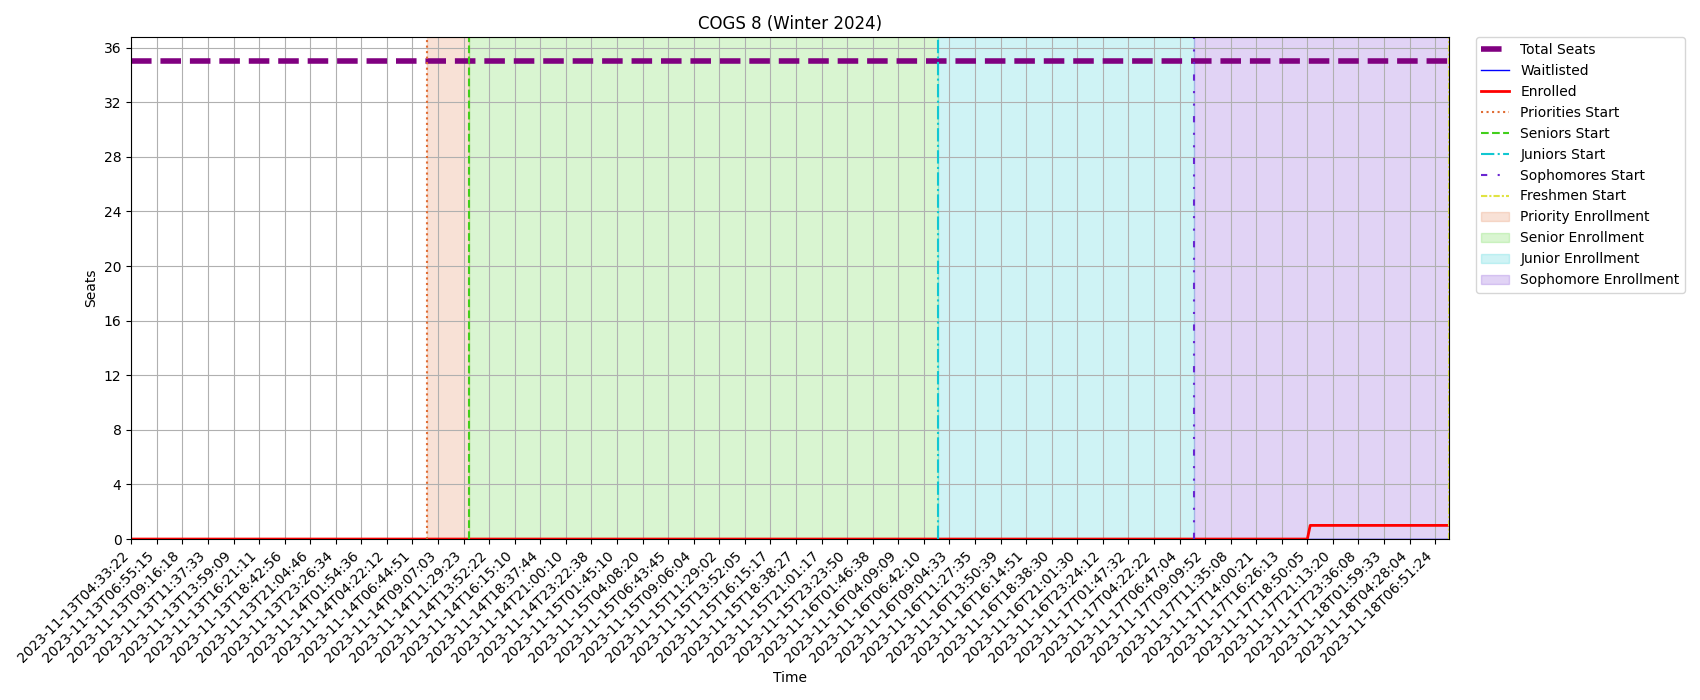 COGS 8 (Winter 2024)
Seats
36
32
28
24
20
16
12
8
4
0
2023-11-13T04:33:22
2023-11-13T06:55:15
2023-11-13T09:16:18
2023-11-13T11:37:33
2023-11-13T13:59:09
2023-11-13T16:21:11
2023-11-13T18:42:56
2023-11-13T21:04:46
2023-11-13T23:26:34
2023-11-14T01:54:36
2023-11-14T04:22:12
2023-11-14T06:44:51
2023-11-14T09:07:03
2023-11-14T11:29:23
2023-11-14T13:52:22
2023-11-14T16:15:10
2023-11-14T18:37:44
2023-11-14T21:00:10
2023-11-14T23:22:38
2023-11-15T01:45:10
2023-11-15T04:08:20
2023-11-15T06:43:45
2023-11-15T09:06:04
2023-11-15T11:29:02
2023-11-15T13:52:05
2023-11-15T16:15:17
2023-11-15T18:38:27
2023-11-15T21:01:17
2023-11-15T23:23:50
2023-11-16T01:46:38
2023-11-16T04:09:09
2023-11-16T06:42:10
2023-11-16T09:04:33
2023-11-16T11:27:35
2023-11-16T13:50:39
2023-11-16T16:14:51
2023-11-16T18:38:30
2023-11-16T21:01:30
2023-11-16T23:24:12
2023-11-17T01:47:32
2023-11-17T04:22:22
2023-11-17T06:47:04
2023-11-17T09:09:52
2023-11-17T11:35:08
2023-11-17T14:00:21
2023-11-17T16:26:13
2023-11-17T18:50:05
2023-11-17T21:13:20
2023-11-17T23:36:08
2023-11-18T01:59:33
2023-11-18T04:28:04
2023-11-18T06:51:24
Time
Total Seats
Waitlisted
Enrolled
Priorities Start
Seniors Start
Juniors Start
Sophomores Start
Freshmen Start
Priority Enrollment
Senior Enrollment
Junior Enrollment
Sophomore Enrollment